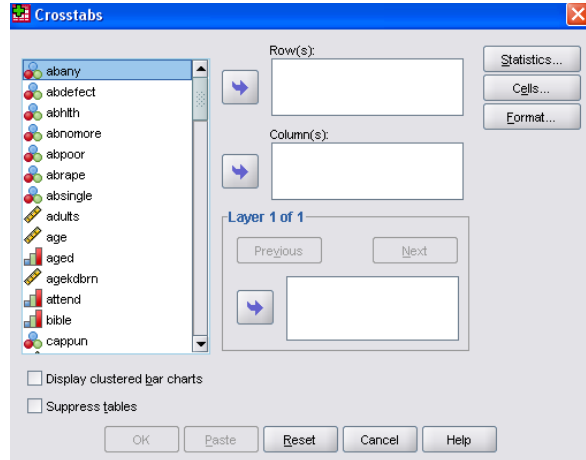 Crosstabs
abany
abdefect
abhlth
abnomore
abpoor
abrape
absingle
adults
age
aged
agekdbrn
attend
bible
cappun
Row(s):
Column(s):
Layer 1 of 1
Previous
Next
Statistics...
Cells...
Format...
Display clustered bar charts
Suppress tables
OK
Paste
Reset
Cancel
Help